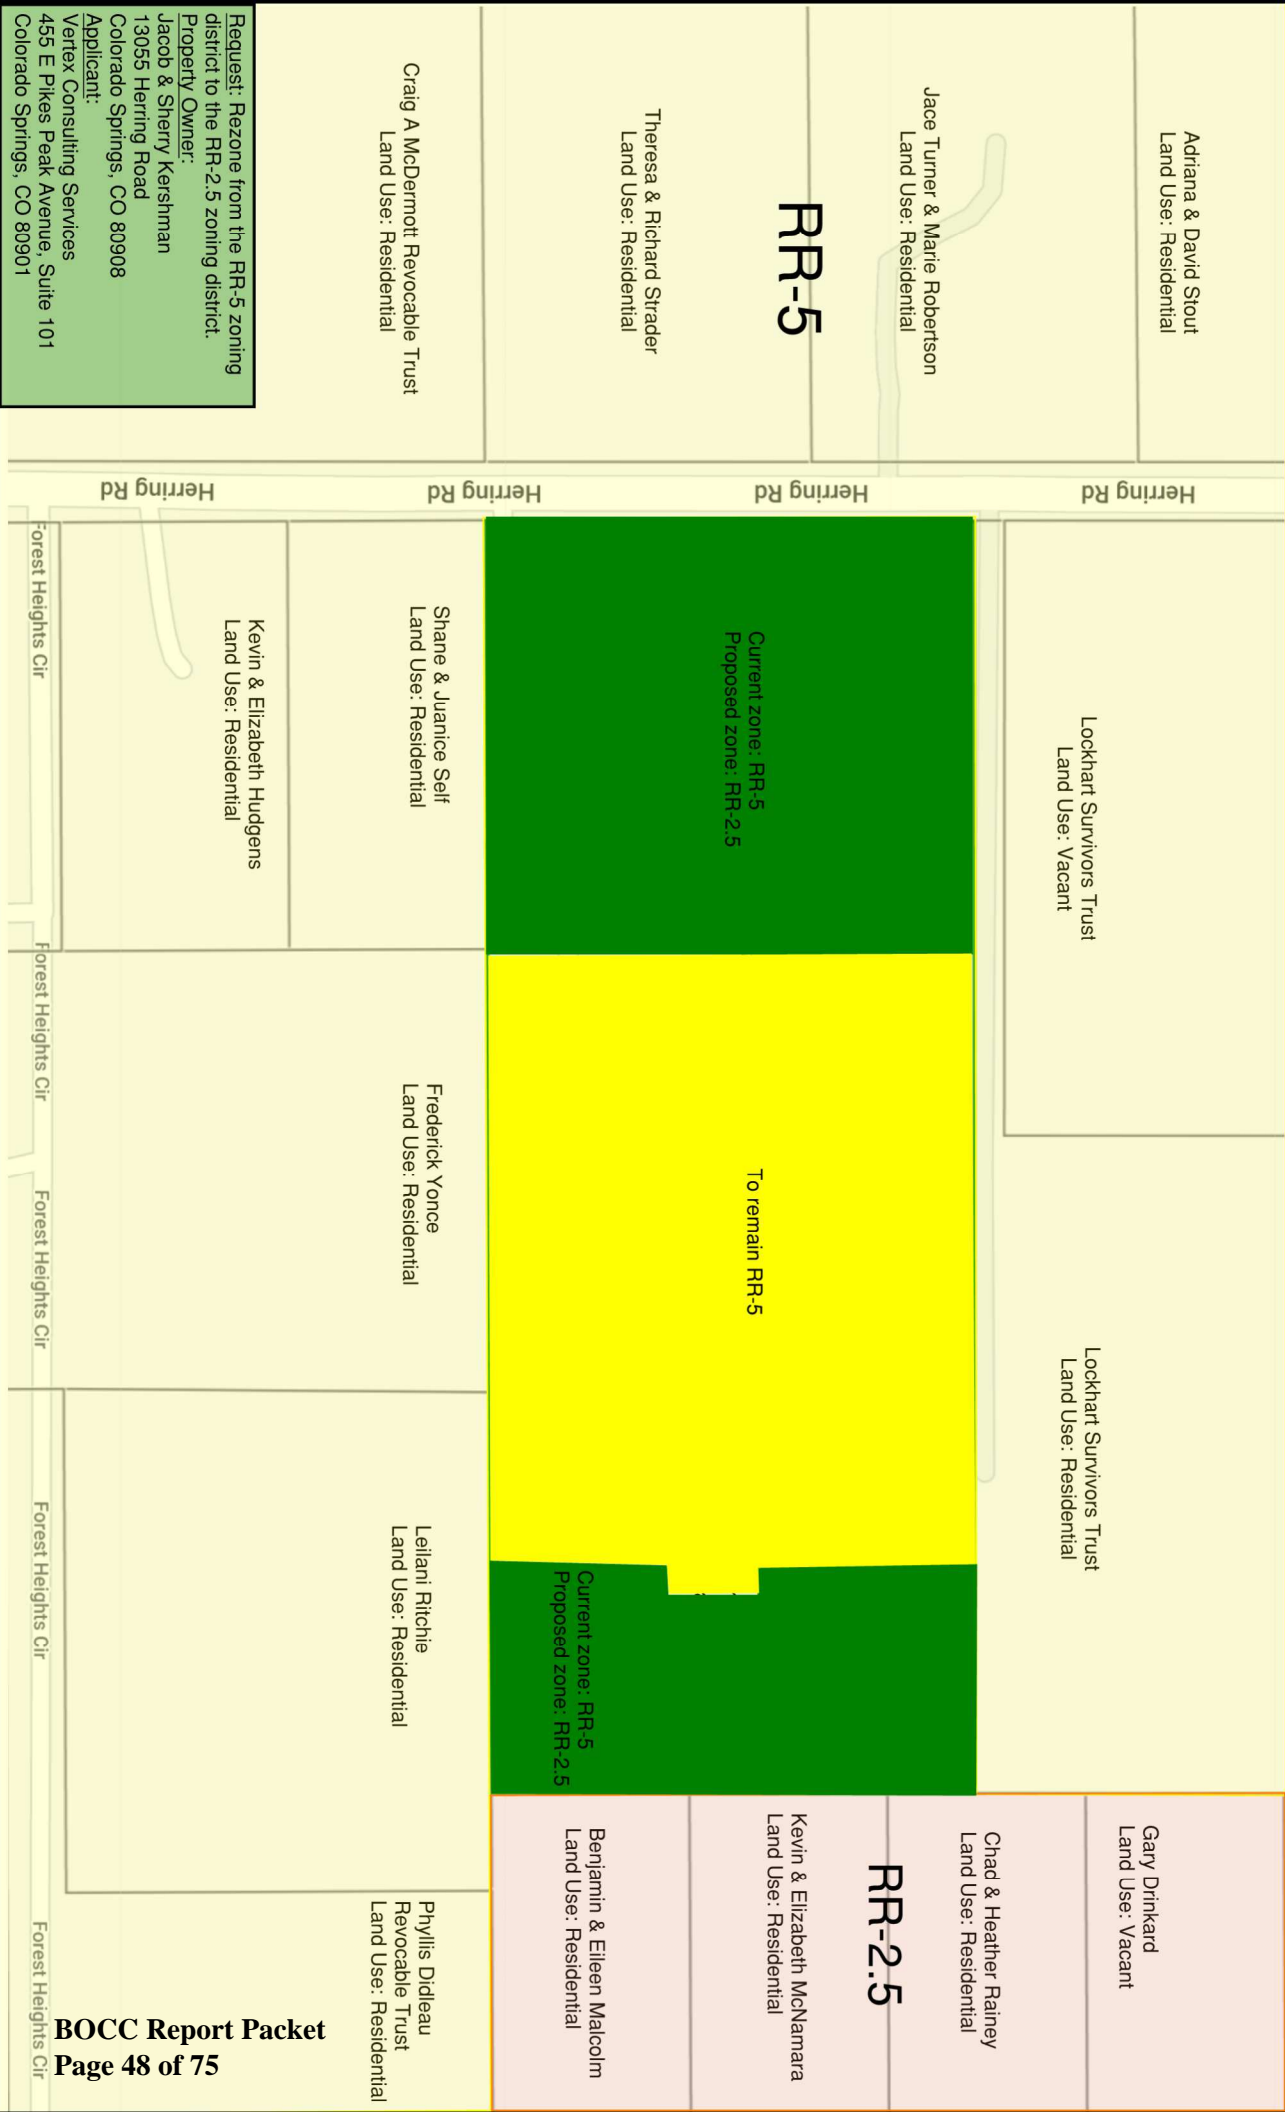 Adriana & David Stout
Land Use: Residential
Jace Turner & Marie Robertson
Land Use: Residential
RR-5
Theresa & Richard Strader
Land Use: Residential
Craig A McDermott Revocable Trust
Land Use: Residential
Request: Rezone from the RR-5 zoning
district to the RR-2.5 zoning district.
Property Owner:
Jacob & Sherry Kershman
13055 Herring Road
Colorado Springs, CO 80908
Applicant:
Vertex Consulting Services
455 E Pikes Peak Avenue, Suite 101
Colorado Springs, CO 80901
Herring Rd
Herring Rd
Herring Rd
Herring Rd
Lockhart Survivors Trust
Land Use: Vacant
Current zone: RR-5
Proposed zone: RR-2.5
Shane & Juanice Self
Land Use: Residential
Kevin & Elizabeth Hudgens
Land Use: Residential
Forest Heights Cir
To remain RR-5
Frederick Yonce
Land Use: Residential
Forest Heights Cir
Forest Heights Cir
Lockhart Survivors Trust
Land Use: Residential
Current zone: RR-5
Proposed zone: RR-2.5
Leilani Ritchie
Land Use: Residential
Forest Heights Cir
Gary Drinkard
Land Use: Vacant
Chad & Heather Rainey
Land Use: Residential
RR-2.5
Kevin & Elizabeth McNamara
Land Use: Residential
Benjamin & Eileen Malcolm
Land Use: Residential
Phyllis Didleau
Revocable Trust
Land Use: Residential
Forest Heights Cir
BOCC Report Packet
Page 48 of 75